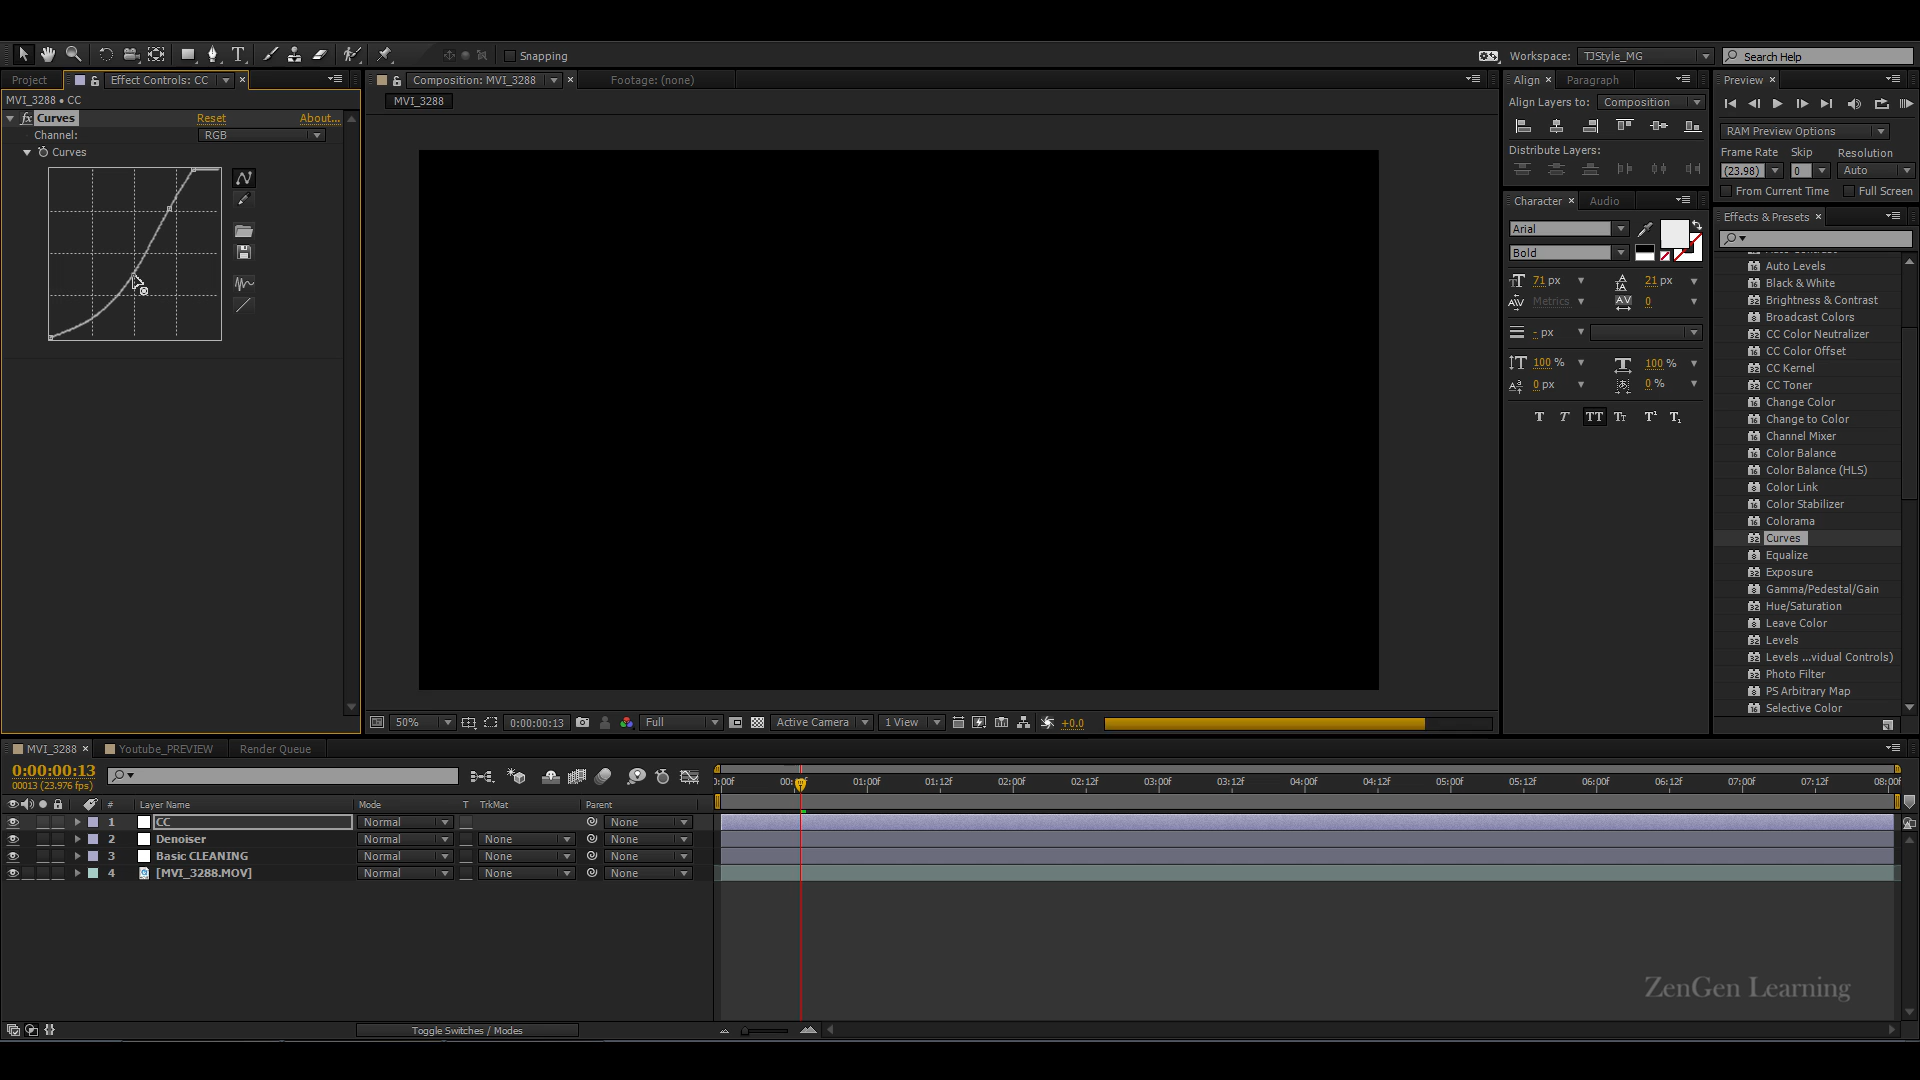 Snapping
Workspace: TJStyle_MG
Search Help
Project
Effect Controls: CC
Composition: MVI_3288
Footage: (none)
Align
Paragraph
Preview
MVI_3288 • CC
MVI_3288
Align Layers to: Composition
fx Curves Reset About...
Channel: RGB
RAM Preview Options
Curves
Distribute Layers:
Frame Rate Skip Resolution
(23.98) 0 Auto
From Current Time Full Screen
Character
Audio
Effects & Presets
Arial
Bold
71 px 21 px
Metrics 0
- px
100 % 100 %
0 px 0 %
T T TT Tt T¹ T₁
Auto Levels
Black & White
Brightness & Contrast
Broadcast Colors
CC Color Neutralizer
CC Color Offset
CC Kernel
CC Toner
Change Color
Change to Color
Channel Mixer
Color Balance
Color Balance (HLS)
Color Link
Color Stabilizer
Colorama
Curves
Equalize
Exposure
Gamma/Pedestal/Gain
Hue/Saturation
Leave Color
Levels
Levels ...vidual Controls)
Photo Filter
PS Arbitrary Map
Selective Color
50% 0:00:00:13 Full Active Camera 1 View +0.0
MVI_3288
Youtube_PREVIEW
Render Queue
0:00:00:13
00013 (23.976 fps)
01:00f 01:12f 02:00f 02:12f 03:00f 03:12f 04:00f 04:12f 05:00f 05:12f 06:00f 06:12f 07:00f 07:12f 08:00f
# Layer Name Mode T TrkMat Parent
1 CC Normal None
2 Denoiser Normal None None
3 Basic CLEANING Normal None None
4 [MVI_3288.MOV] Normal None None
ZenGen Learning
Toggle Switches / Modes